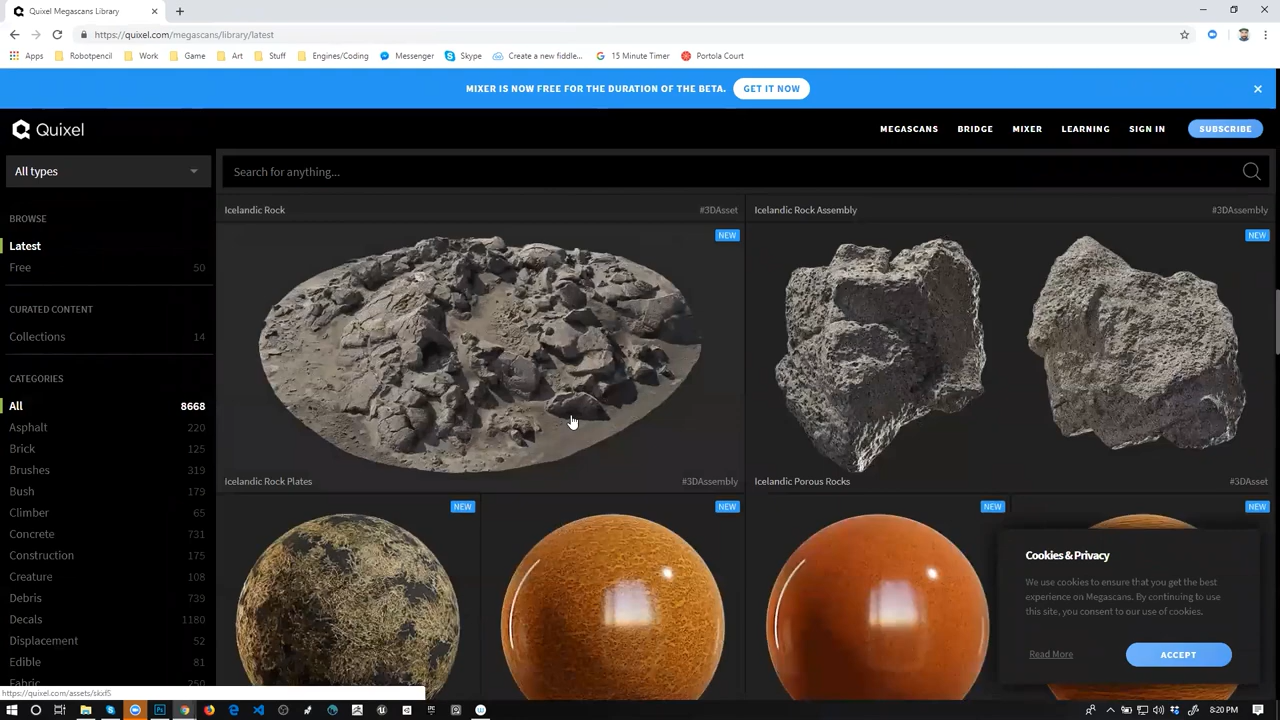 Quixel Megascans Library
https://quixel.com/megascans/library/latest
Apps Robotpencil Work Game Art Stuff Engines/Coding Messenger Skype Create a new fiddle... 15 Minute Timer Portola Court
MIXER IS NOW FREE FOR THE DURATION OF THE BETA. GET IT NOW
Quixel MEGASCANS BRIDGE MIXER LEARNING SIGN IN SUBSCRIBE
All types Search for anything...
Icelandic Rock #3DAsset Icelandic Rock Assembly #3DAssembly
BROWSE
NEW NEW
Latest
Free 50
CURATED CONTENT
Collections 14
CATEGORIES
All 8668
Asphalt 220
Brick 125
Brushes 319
Icelandic Rock Plates #3DAssembly Icelandic Porous Rocks #3DAsset
Bush 179
NEW NEW NEW NEW
Climber 65
Concrete 731
Construction 175
Creature 108
Debris 739
Decals 1180
Displacement 52
Edible 81
Fabric 250
Cookies & Privacy
We use cookies to ensure that you get the best
experience on Megascans. By continuing to use
this site, you consent to our use of cookies.
Read More ACCEPT
https://quixel.com/assets/skxfS
8:20 PM